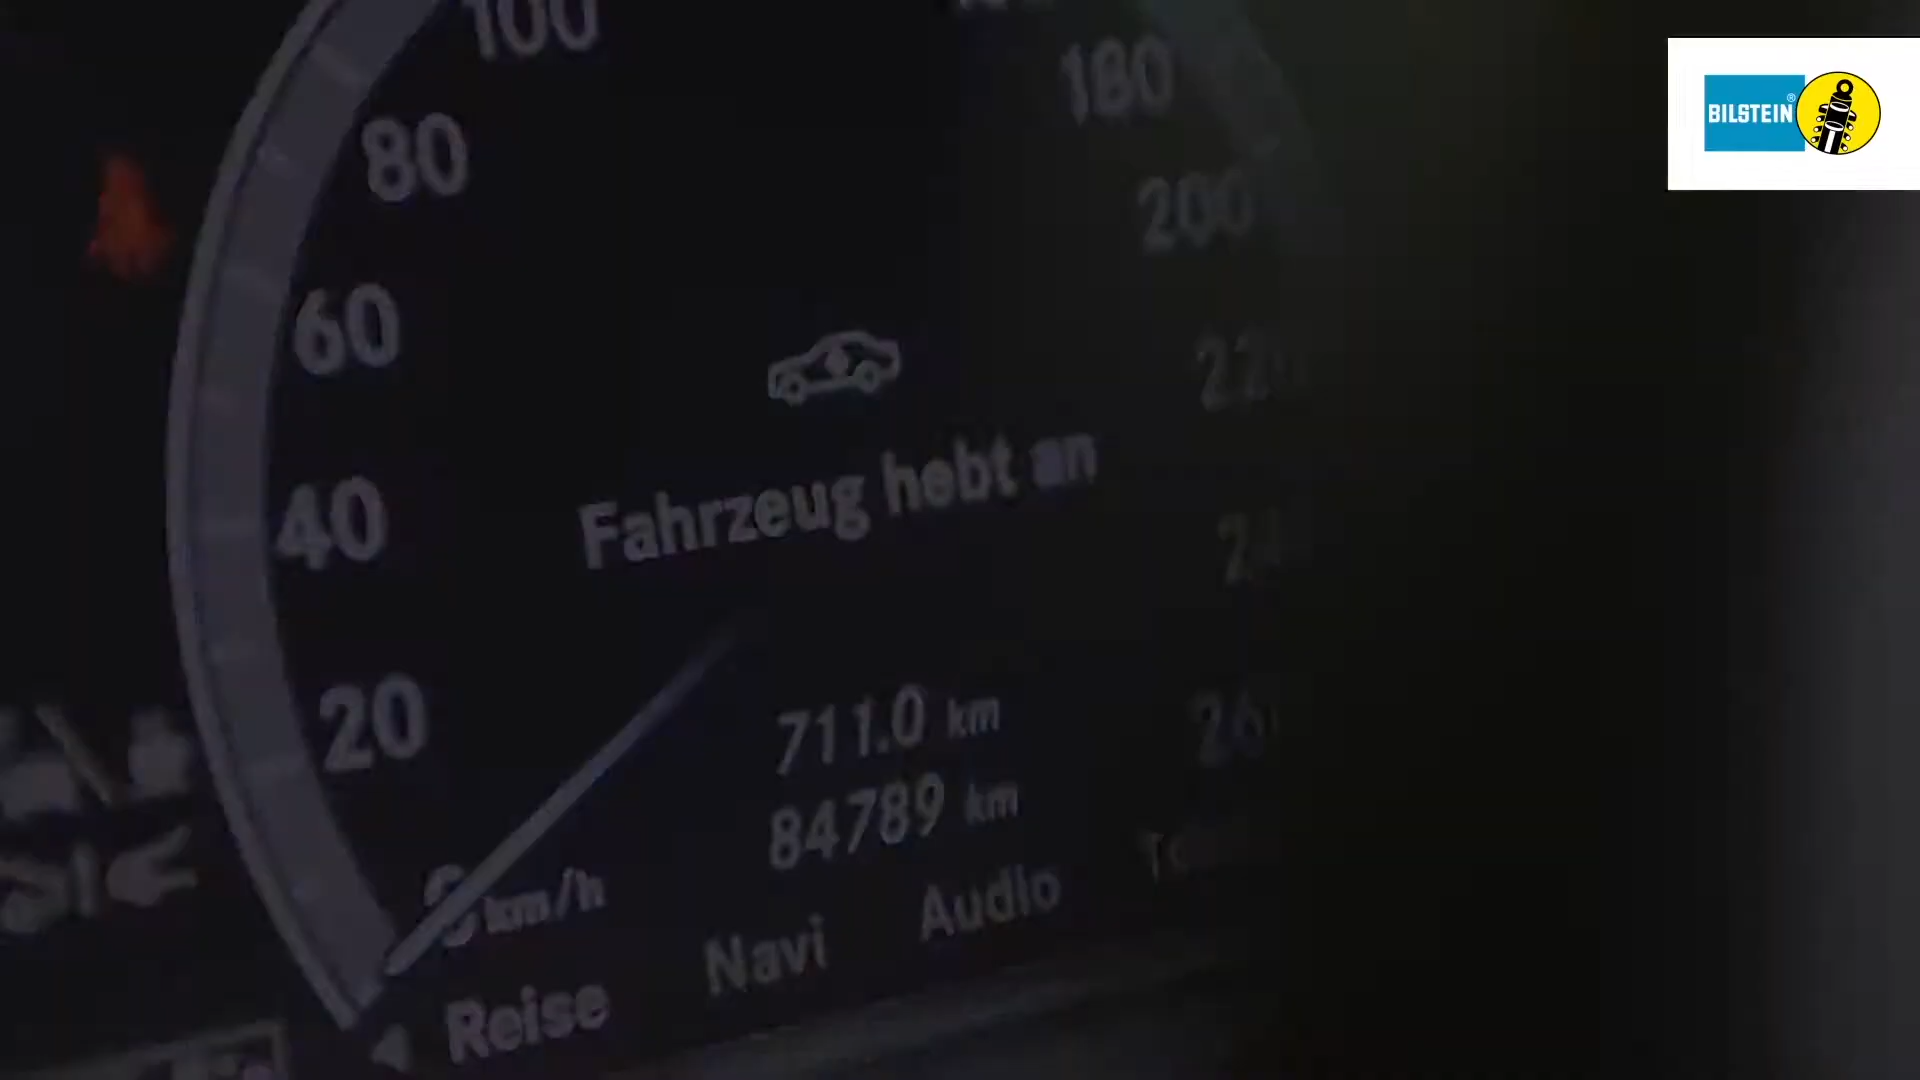 100
180
80
200
60
Fahrzeug hebt an
40
20
711.0 km
84789 km
km/h
Reise Navi Audio
BILSTEIN®